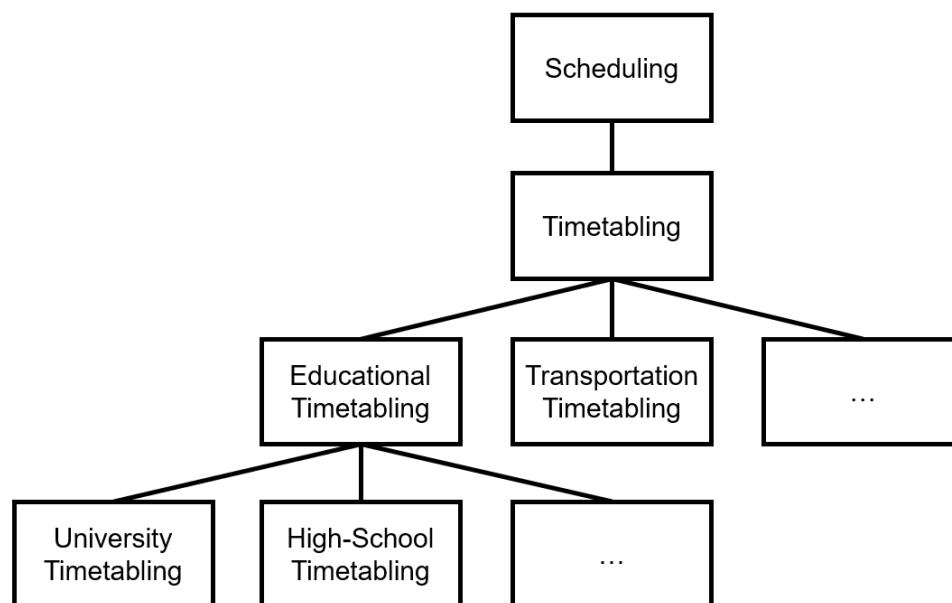 Scheduling
Timetabling
Educational
Timetabling
Transportation
Timetabling
...
University
Timetabling
High-School
Timetabling
...